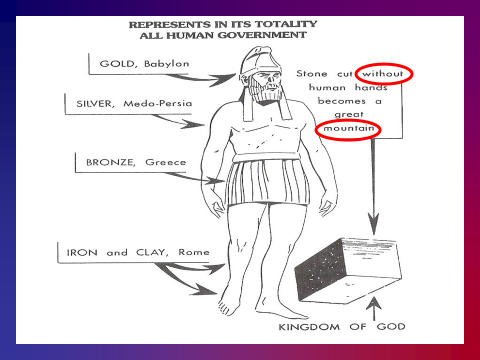 REPRESENTS IN ITS TOTALITY
ALL HUMAN GOVERNMENT
GOLD, Babylon
SILVER, Medo-Persia
BRONZE, Greece
IRON and CLAY, Rome
Stone cut without
human hands
becomes a
great
mountain
KINGDOM OF GOD